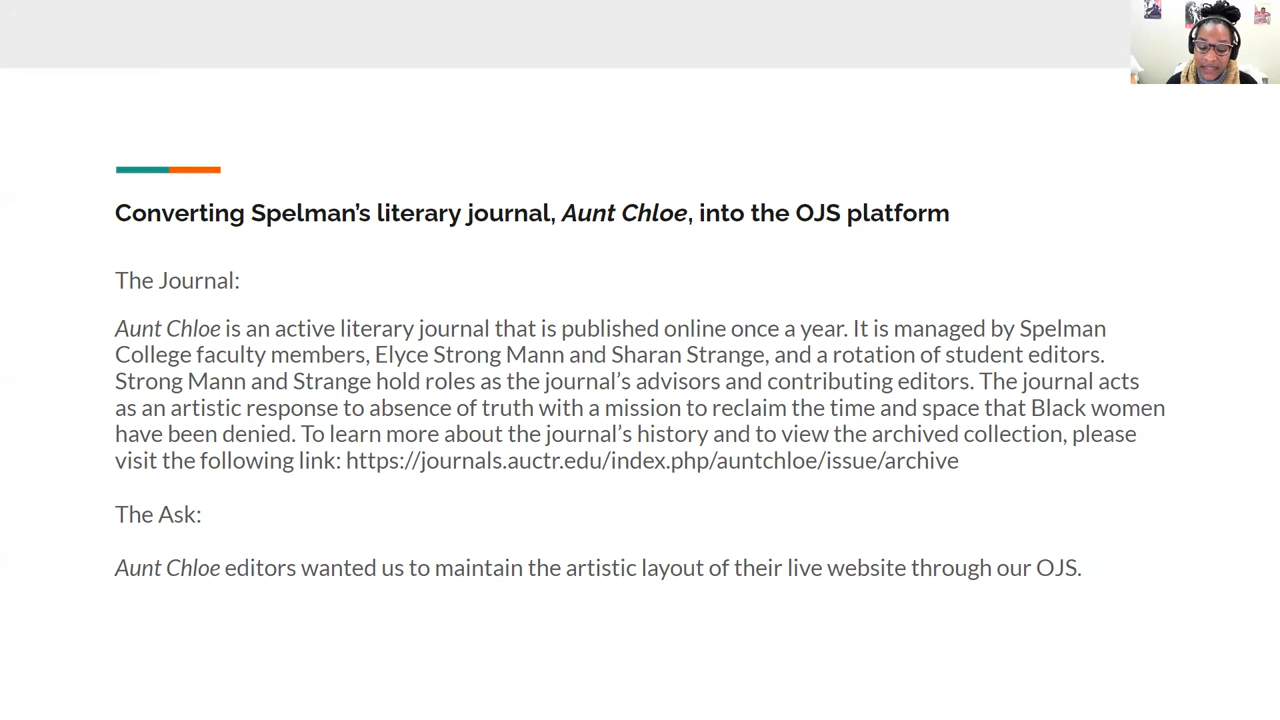 Converting Spelman’s literary journal, Aunt Chloe, into the OJS platform
The Journal:
Aunt Chloe is an active literary journal that is published online once a year. It is managed by Spelman
College faculty members, Elyce Strong Mann and Sharan Strange, and a rotation of student editors.
Strong Mann and Strange hold roles as the journal’s advisors and contributing editors. The journal acts
as an artistic response to absence of truth with a mission to reclaim the time and space that Black women
have been denied. To learn more about the journal’s history and to view the archived collection, please
visit the following link: https://journals.auctr.edu/index.php/auntchloe/issue/archive
The Ask:
Aunt Chloe editors wanted us to maintain the artistic layout of their live website through our OJS.